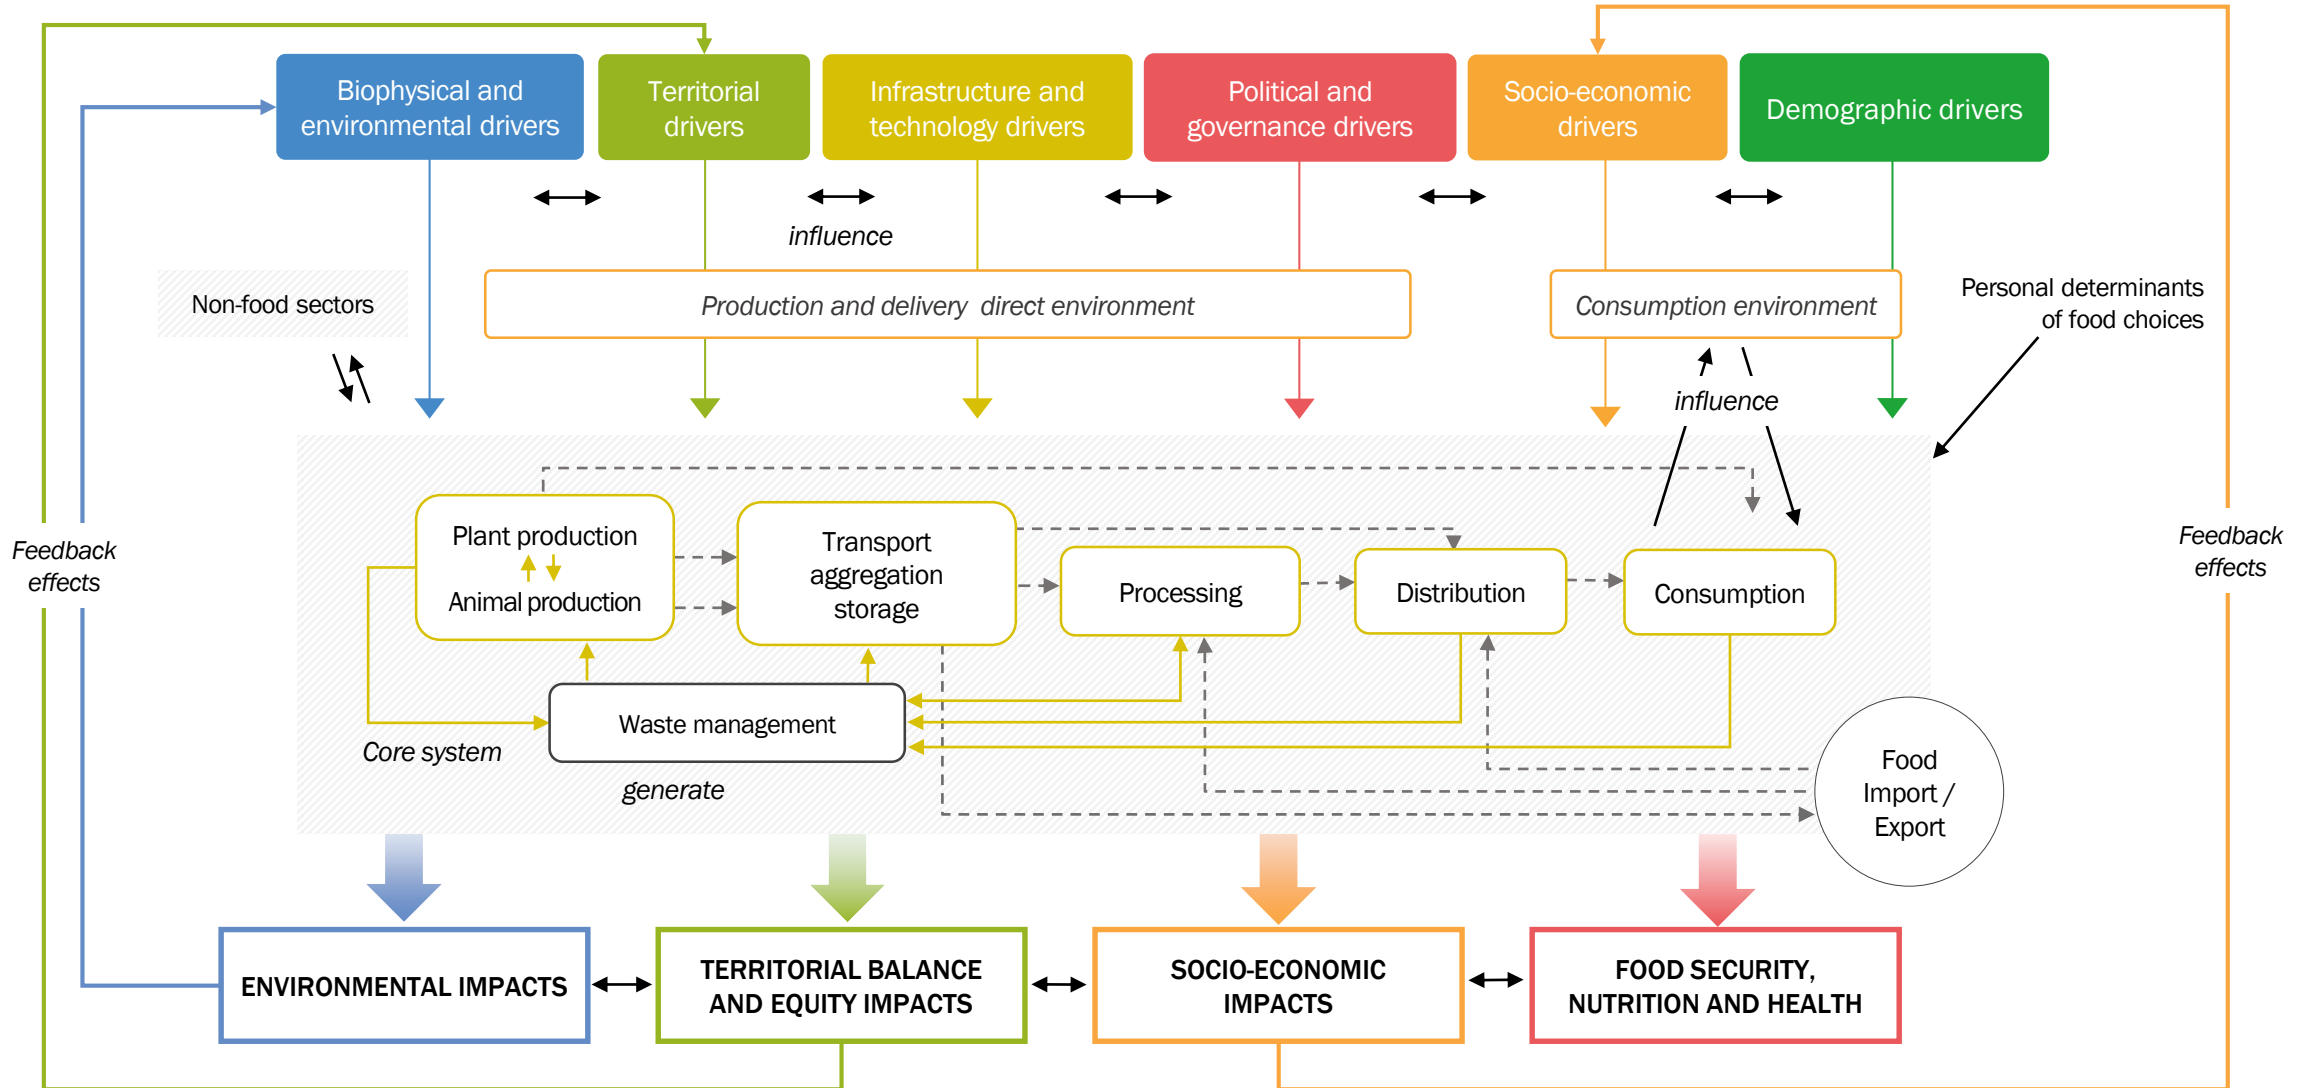 Biophysical and
environmental drivers
Territorial
drivers
Infrastructure and
technology drivers
Political and
governance drivers
Socio-economic
drivers
Demographic drivers
influence
Non-food sectors
Production and delivery direct environment
Consumption environment
Personal determinants
of food choices
influence
Feedback
effects
Plant production
Animal production
Transport
aggregation
storage
Processing
Distribution
Consumption
Feedback
effects
Waste management
Core system
generate
Food
Import /
Export
ENVIRONMENTAL IMPACTS
TERRITORIAL BALANCE
AND EQUITY IMPACTS
SOCIO-ECONOMIC
IMPACTS
FOOD SECURITY,
NUTRITION AND HEALTH